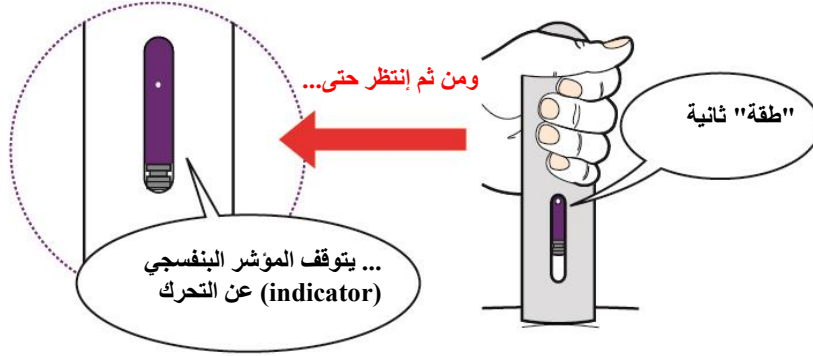 "طقة" ثانية
ومن ثم إنتظر حتى...
... يتوقف المؤشر البنفسجي
(indicator) عن التحرك